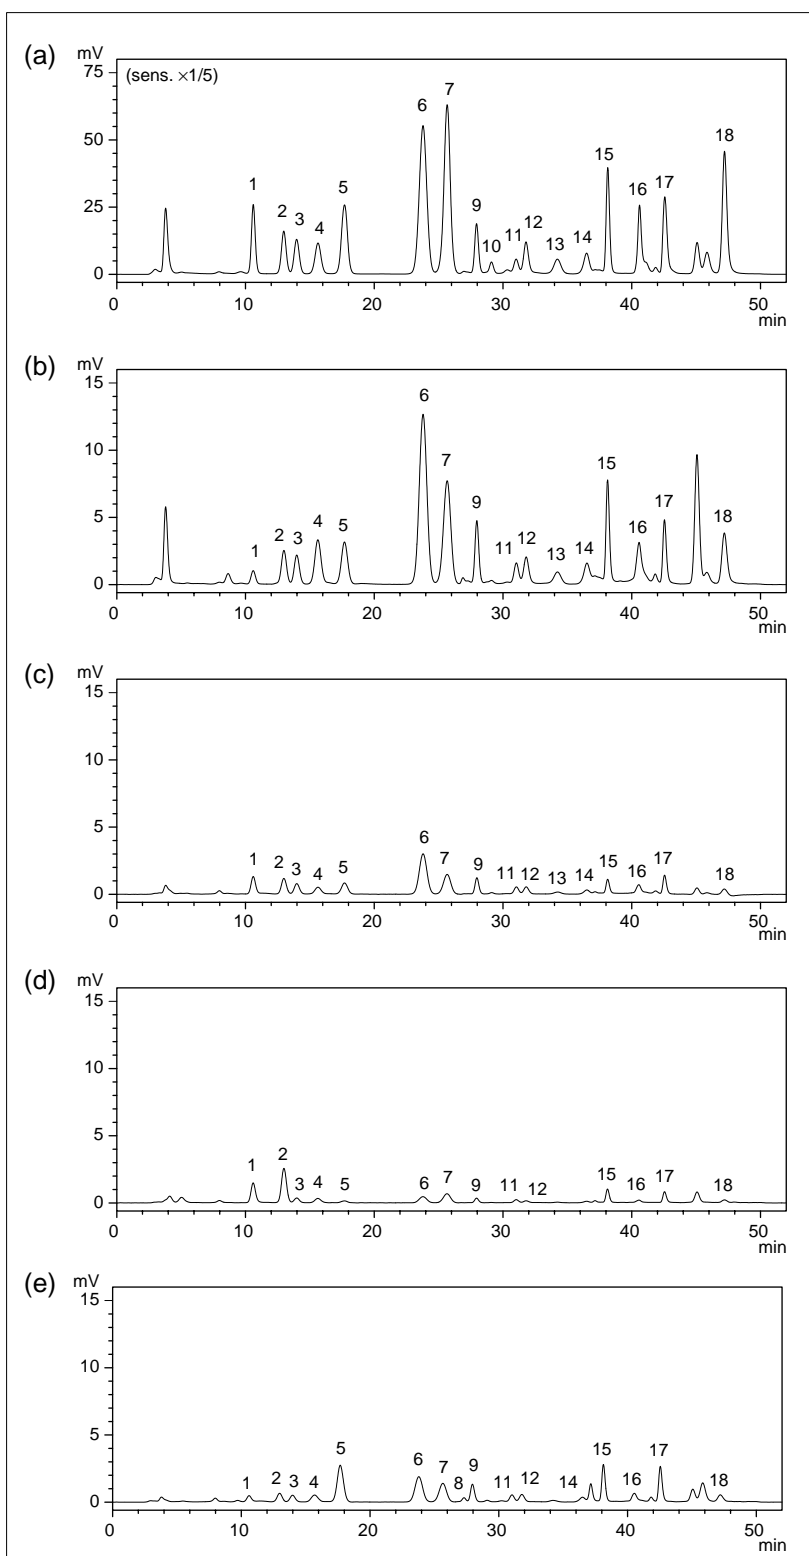 (a)
mV
(sens. ×1/5)
75
50
25
0
1 2 3 4 5 6 7 9 10 11 12 13 14 15 16 17 18
0 10 20 30 40 50
min
(b)
mV
15
10
5
0
1 2 3 4 5 6 7 9 11 12 13 14 15 16 17 18
0 10 20 30 40 50
min
(c)
mV
15
10
5
0
1 2 3 4 5 6 7 9 11 12 13 14 15 16 17 18
0 10 20 30 40 50
min
(d)
mV
15
10
5
0
1 2 3 4 5 6 7 9 11 12 15 16 17 18
0 10 20 30 40 50
min
(e)
mV
15
10
5
0
1 2 3 4 5 6 7 8 9 11 12 14 15 16 17 18
0 10 20 30 40 50
min